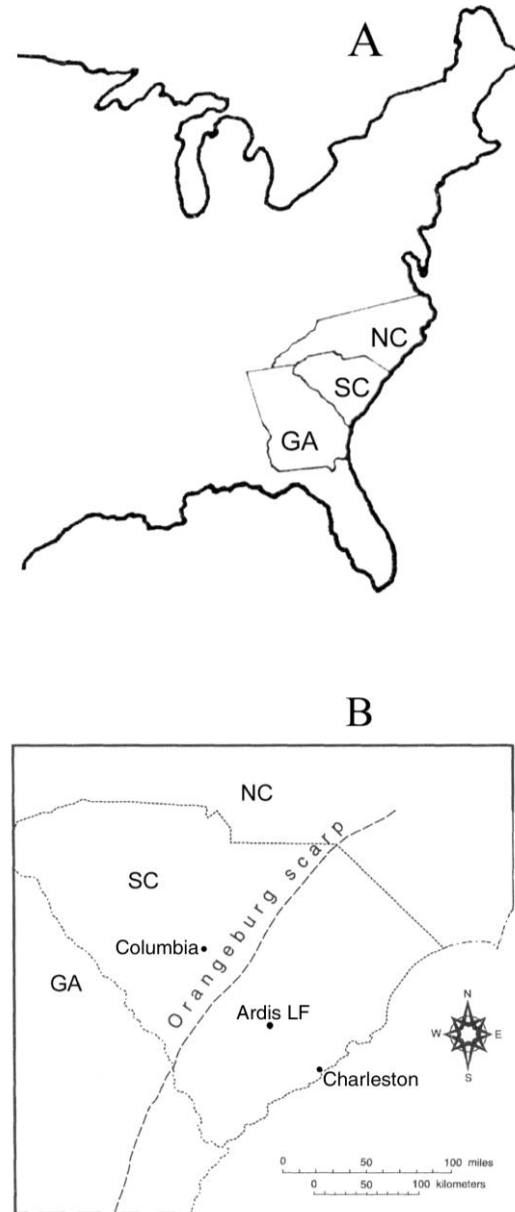 A
NC
SC
GA
B
NC
SC
Orangeburg scarp
Columbia
GA
Ardis LF
N
W E
S
Charleston
0 50 100 miles
0 50 100 kilometers